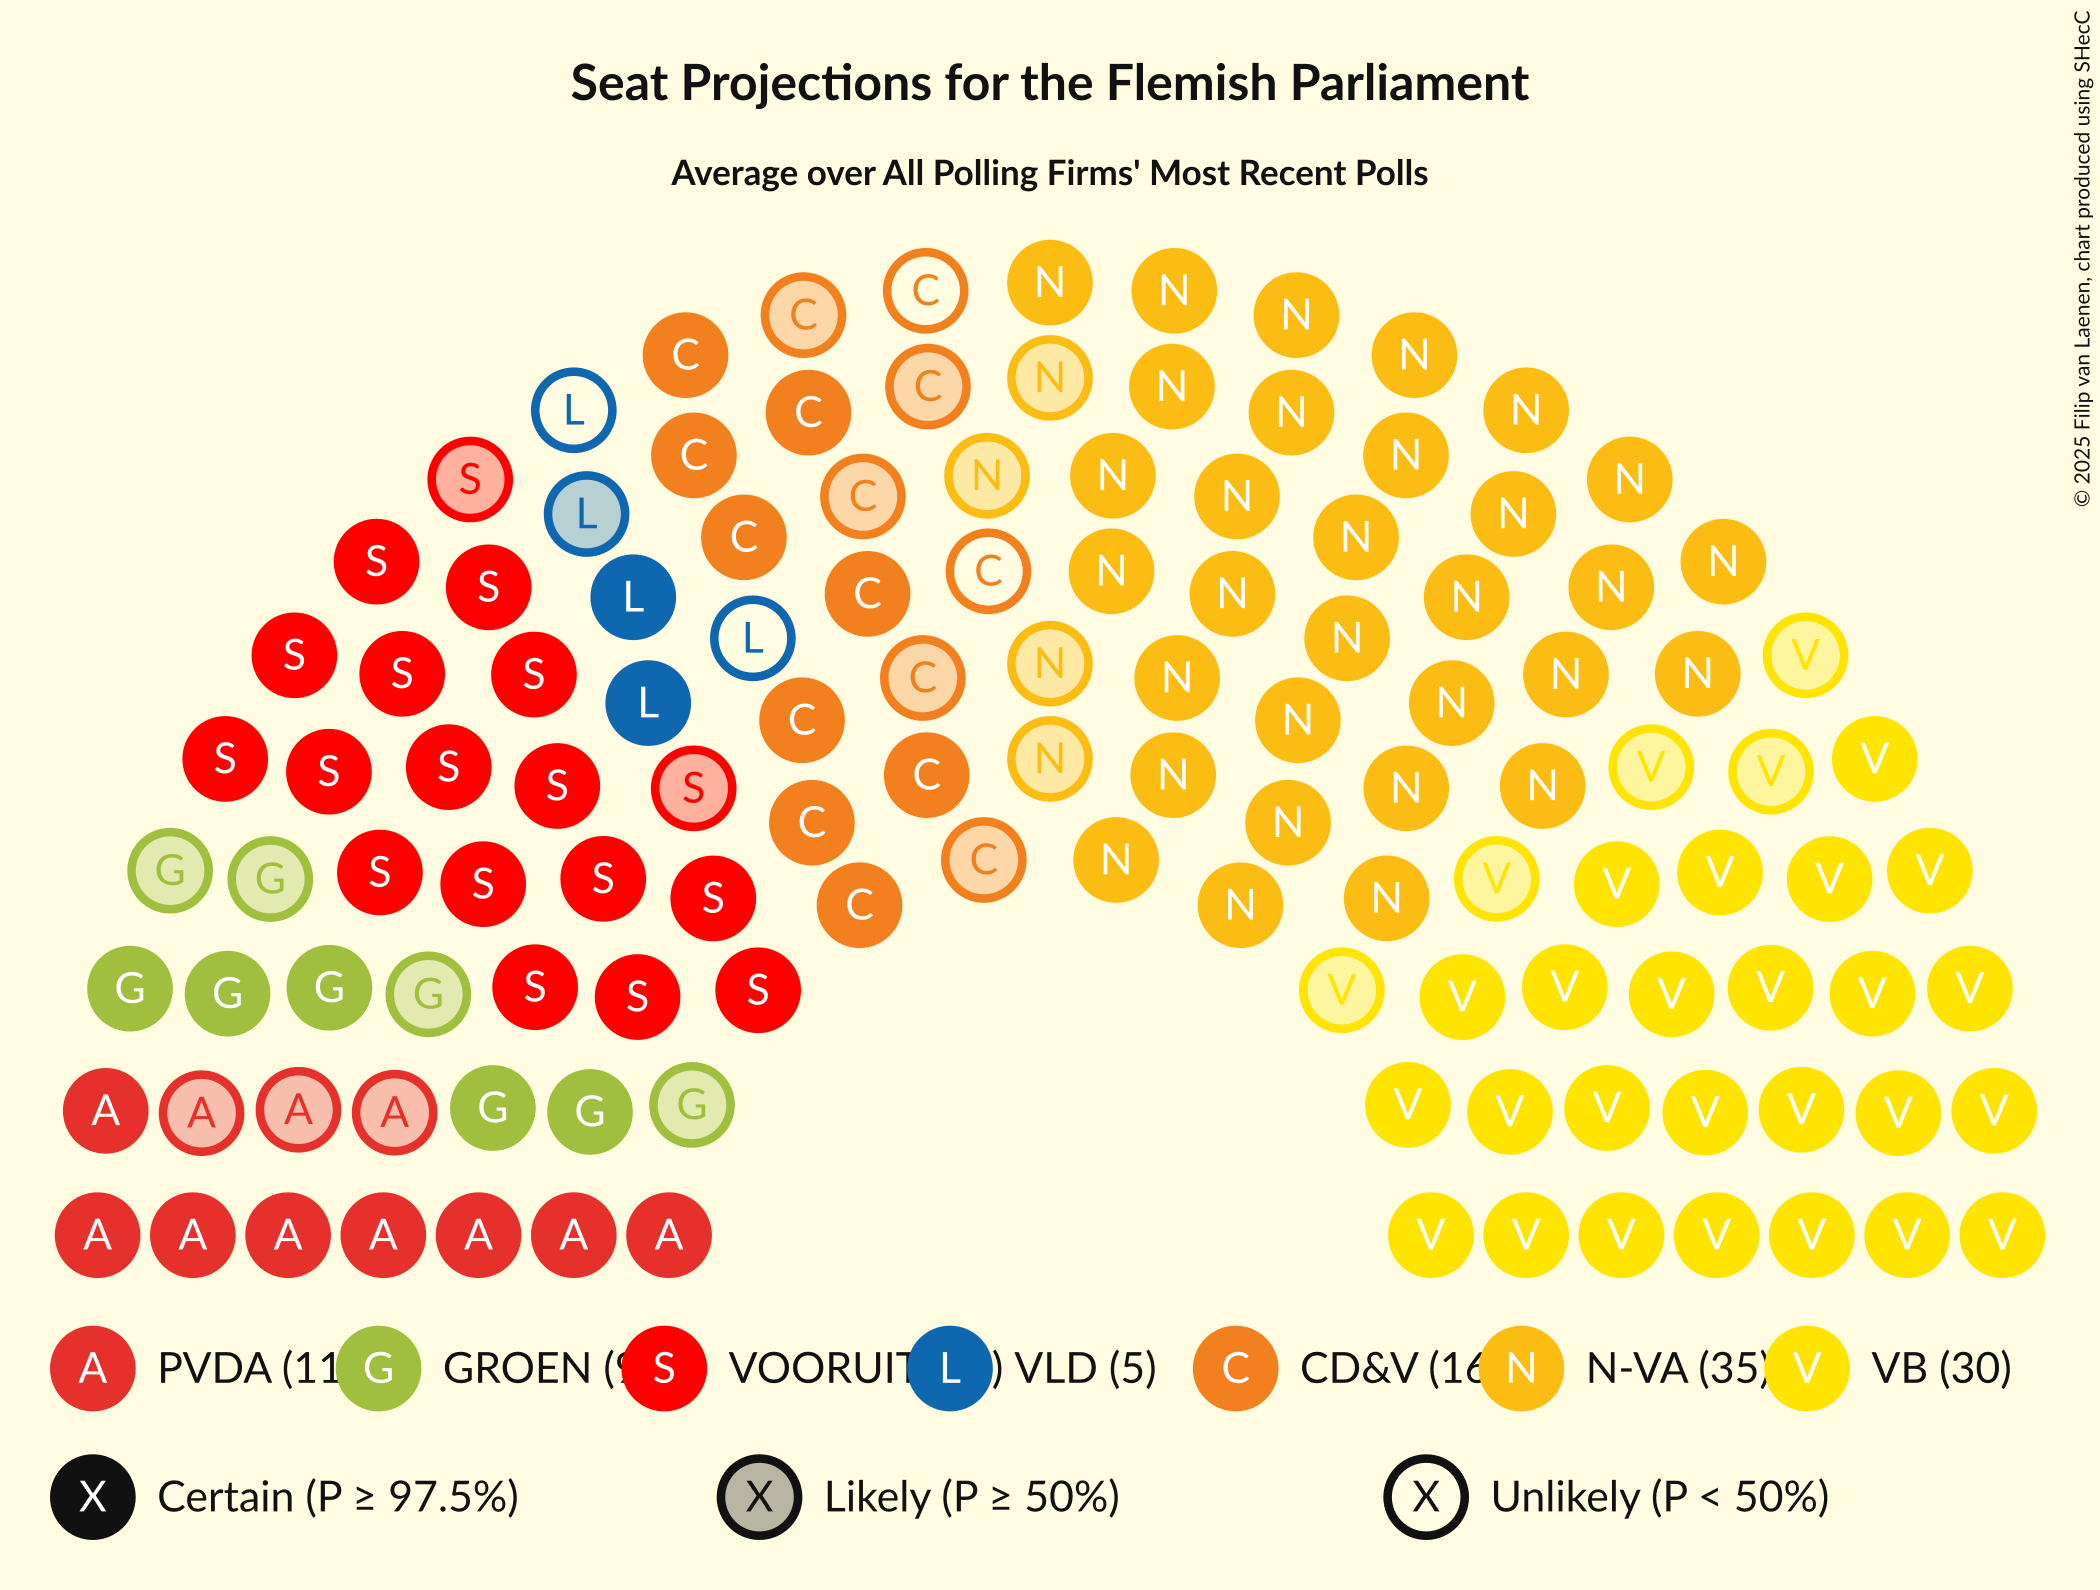 Seat Projections for the Flemish Parliament
Average over All Polling Firms' Most Recent Polls
© 2025 Filip van Laenen, chart produced using SHecC
C C N N N
C C N N
L C C N N N N
S L C C N N N N N N
S S L C C C N N N N N
S S S L L C C N N N N N N V
S S S S S C C N N N N N V V V
G G S S S S C C C N N N N V V V V V
G G G G S S S V V V V V V V
A A A A G G G V V V V V V V
A A A A A A A V V V V V V V
A PVDA (11 G GROEN ( S VOORUIT L ) VLD (5) C CD&V (16 N N-VA (35) V VB (30)
X Certain (P ≥ 97.5%) X Likely (P ≥ 50%) X Unlikely (P < 50%)